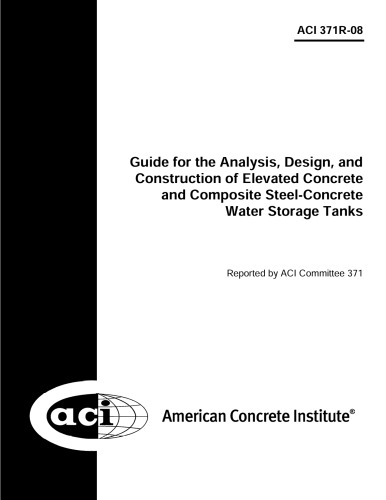 ACI 371R-08
Guide for the Analysis, Design, and
Construction of Elevated Concrete
and Composite Steel-Concrete
Water Storage Tanks
Reported by ACI Committee 371
aci
American Concrete Institute®